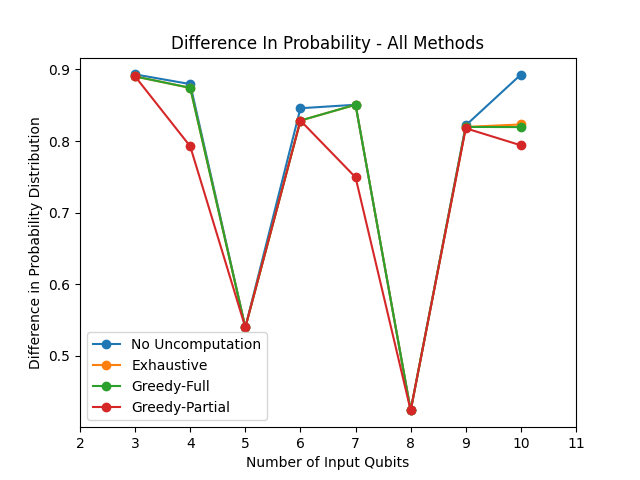 Difference In Probability - All Methods
Difference in Probability Distribution
0.9
0.8
0.7
0.6
0.5
No Uncomputation
Exhaustive
Greedy-Full
Greedy-Partial
2 3 4 5 6 7 8 9 10 11
Number of Input Qubits